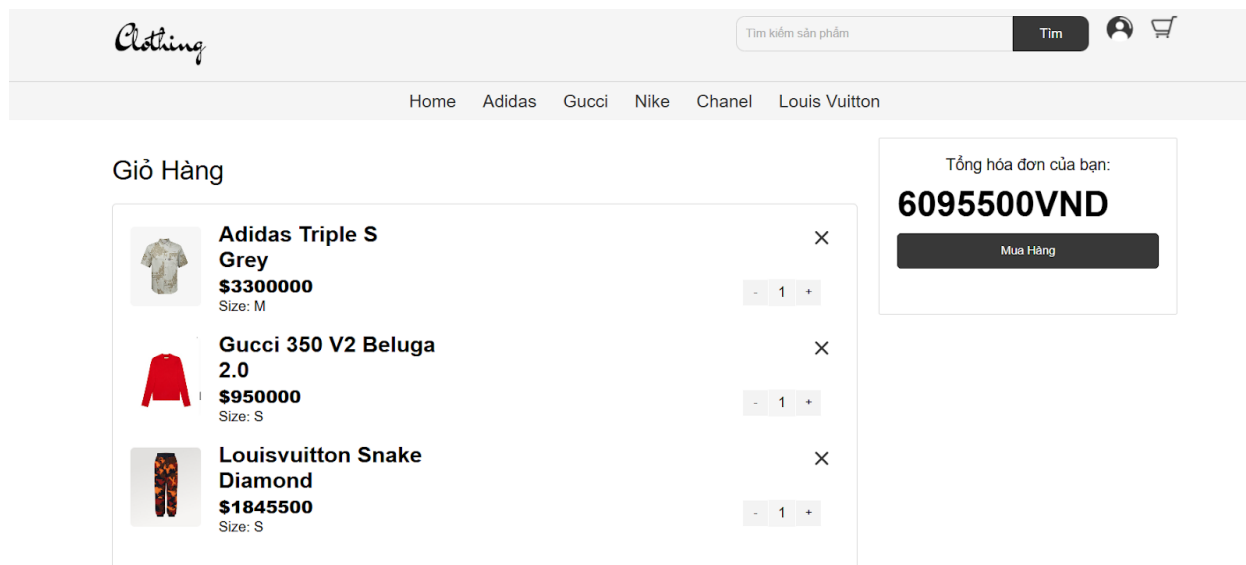 Clothing
Tìm kiếm sản phẩm
Tìm
Home Adidas Gucci Nike Chanel Louis Vuitton
Giỏ Hàng
Adidas Triple S
Grey
$3300000
Size: M
- 1 +
Gucci 350 V2 Beluga
2.0
$950000
Size: S
- 1 +
Louisvuitton Snake
Diamond
$1845500
Size: S
- 1 +
Tổng hóa đơn của bạn:
6095500VND
Mua Hàng